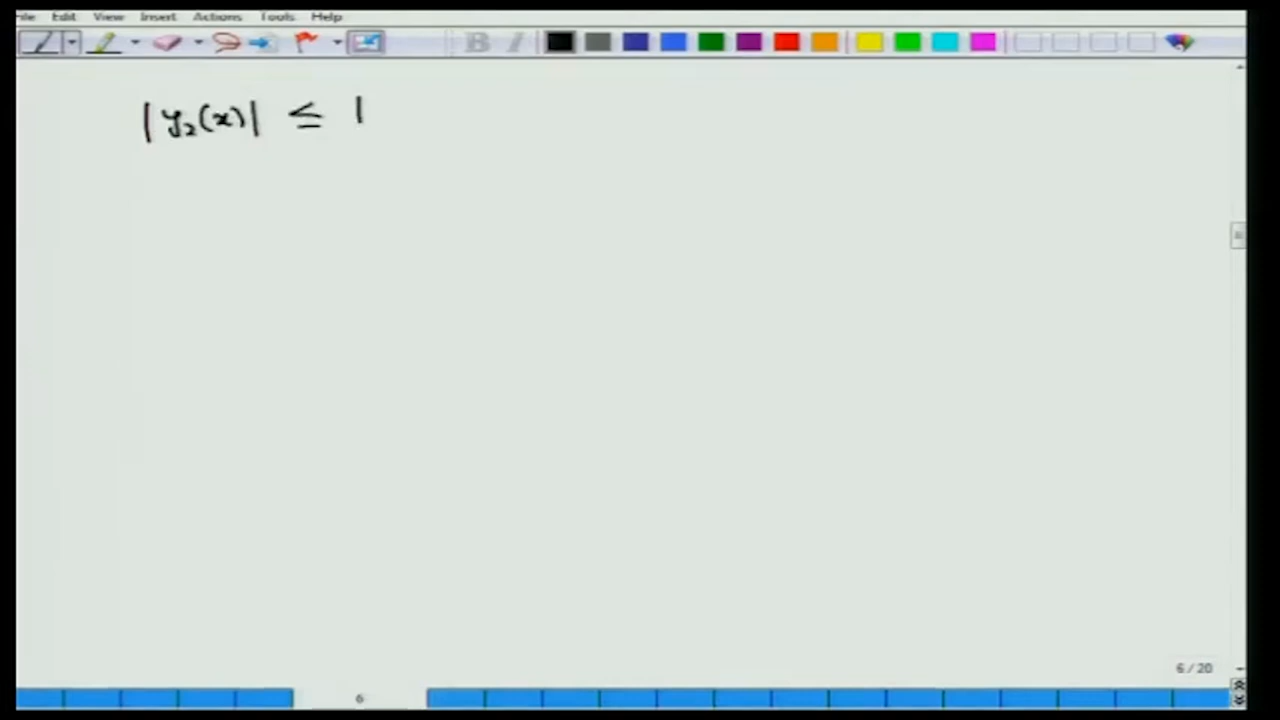 File Edit View Insert Actions Tools Help
B I
|y₂(x)| ≤ 1
6 / 20
6